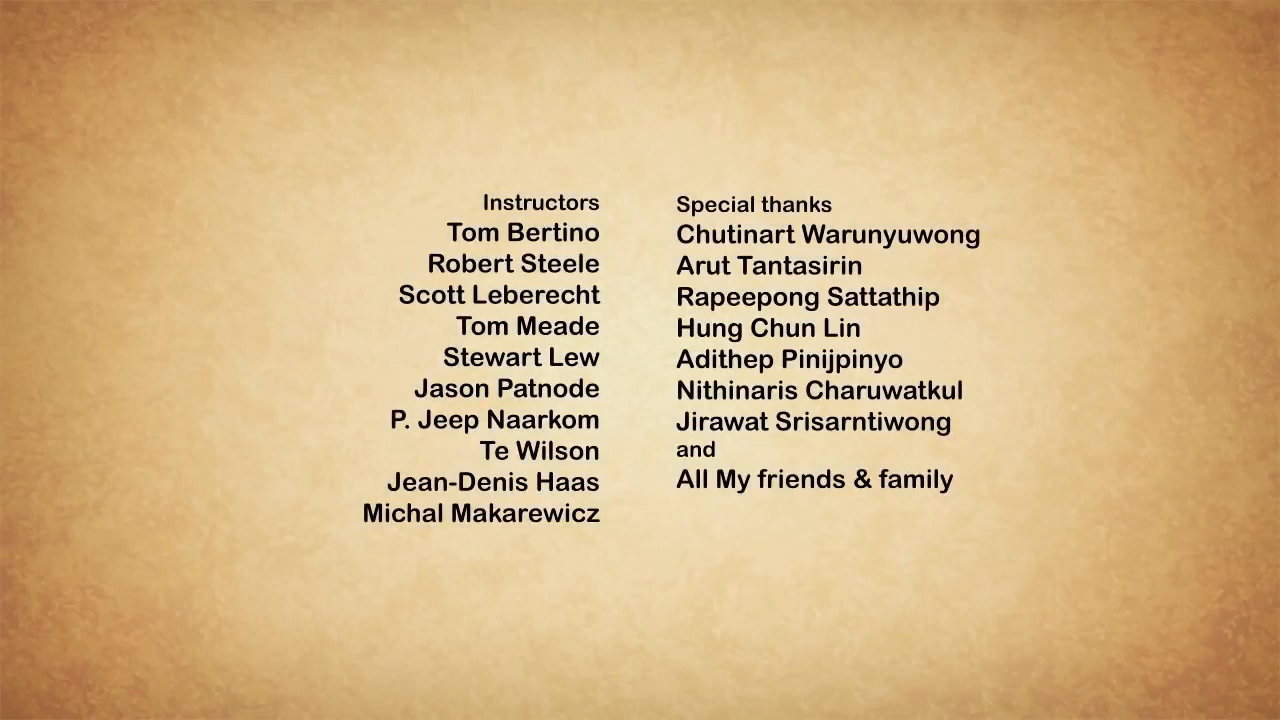 Instructors
Tom Bertino
Robert Steele
Scott Leberecht
Tom Meade
Stewart Lew
Jason Patnode
P. Jeep Naarkom
Te Wilson
Jean-Denis Haas
Michal Makarewicz
Special thanks
Chutinart Warunyuwong
Arut Tantasirin
Rapeepong Sattathip
Hung Chun Lin
Adithep Pinijpinyo
Nithinaris Charuwatkul
Jirawat Srisarntiwong
and
All My friends & family